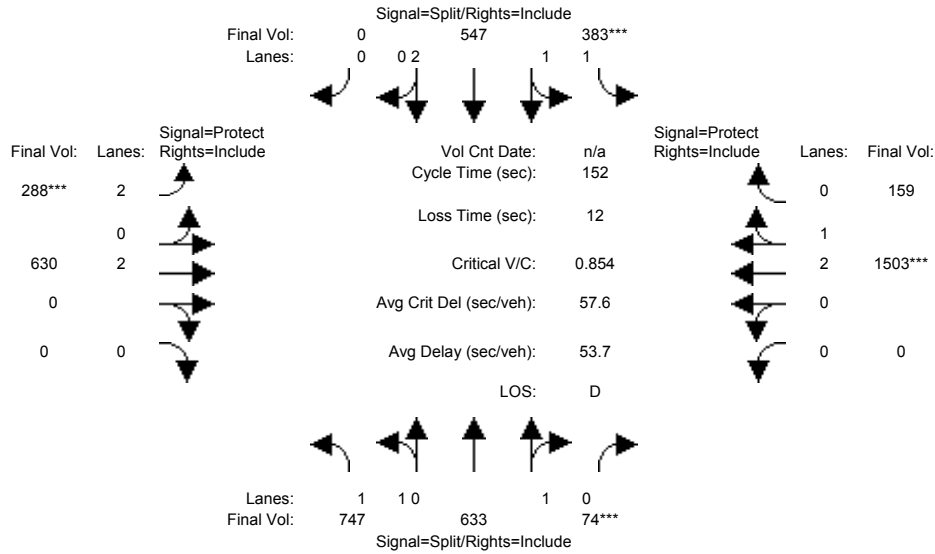 Signal=Split/Rights=Include
Final Vol: 0 547 383***
Lanes: 0 0 2 1 1
Signal=Protect
Final Vol: Lanes: Rights=Include
Vol Cnt Date: n/a
Signal=Protect
Rights=Include Lanes: Final Vol:
Cycle Time (sec): 152
288*** 2
0 159
Loss Time (sec): 12
0
1
630 2
Critical V/C: 0.854
2 1503***
0
Avg Crit Del (sec/veh): 57.6
0
0 0
Avg Delay (sec/veh): 53.7
0 0
LOS: D
Lanes: 1 1 0 1 0
Final Vol: 747 633 74***
Signal=Split/Rights=Include